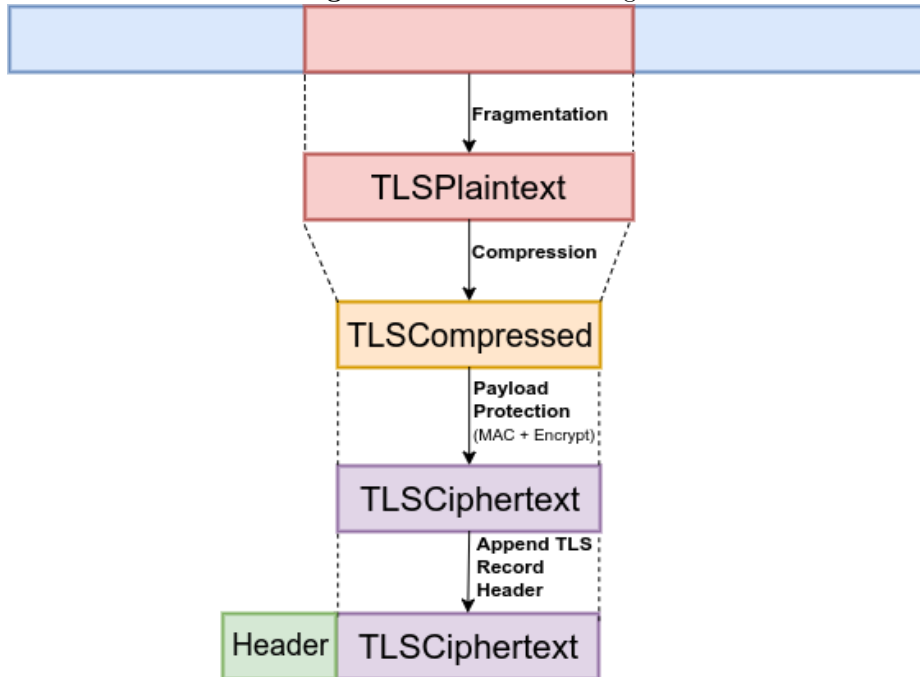 Fragmentation
TLSPlaintext
Compression
TLSCompressed
Payload
Protection
(MAC + Encrypt)
TLSCiphertext
Append TLS
Record
Header
Header TLSCiphertext